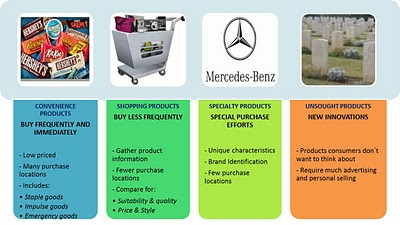 HERSHEY'S
Reese's
KitKat
HERSHEY'S
Mercedes-Benz
CONVENIENCE
PRODUCTS
BUY FREQUENTLY AND
IMMEDIATELY
- Low priced
- Many purchase
locations
- Includes:
• Staple goods
• Impulse goods
• Emergency goods
SHOPPING PRODUCTS
BUY LESS FREQUENTLY
- Gather product
information
- Fewer purchase
locations
- Compare for:
• Suitability & quality
• Price & Style
SPECIALTY PRODUCTS
SPECIAL PURCHASE
EFFORTS
- Unique characteristics
- Brand Identification
- Few purchase
locations
UNSOUGHT PRODUCTS
NEW INNOVATIONS
- Products consumers don´t
want to think about
- Require much advertising
and personal selling